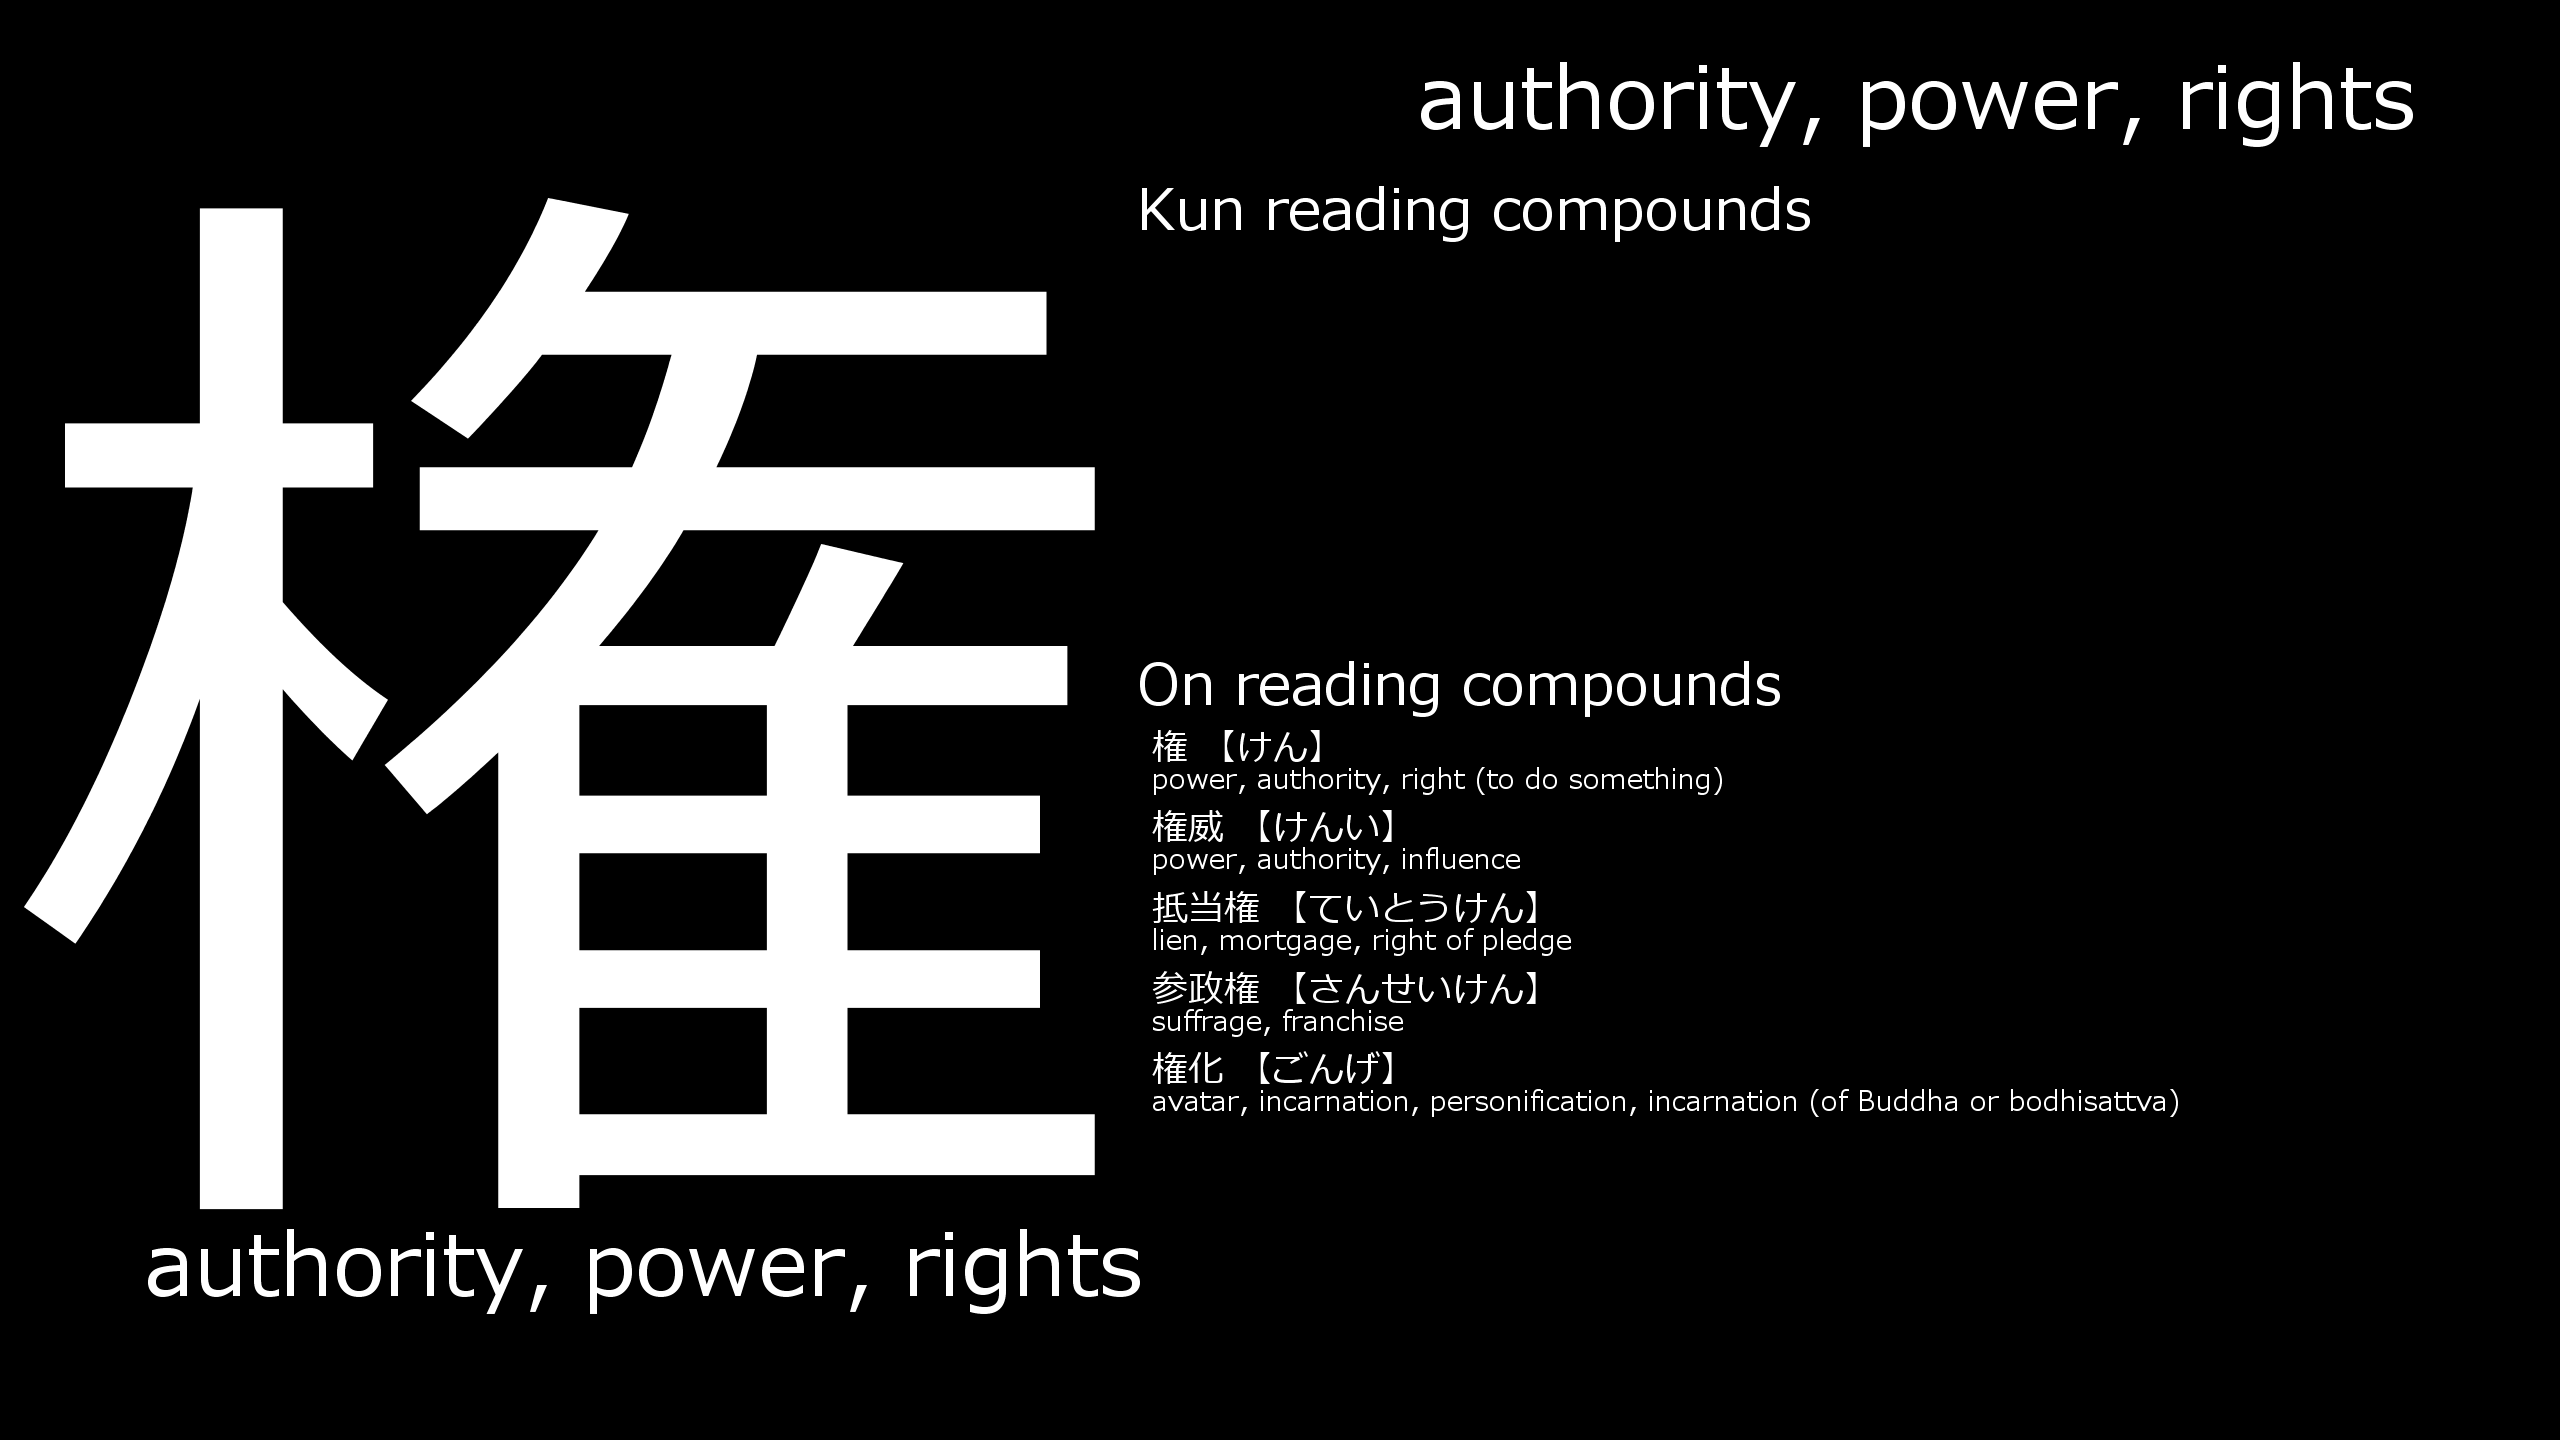 権
authority, power, rights
authority, power, rights
Kun reading compounds
On reading compounds
権 【けん】
power, authority, right (to do something)
権威 【けんい】
power, authority, influence
抵当権 【ていとうけん】
lien, mortgage, right of pledge
参政権 【さんせいけん】
suffrage, franchise
権化 【ごんげ】
avatar, incarnation, personification, incarnation (of Buddha or bodhisattva)